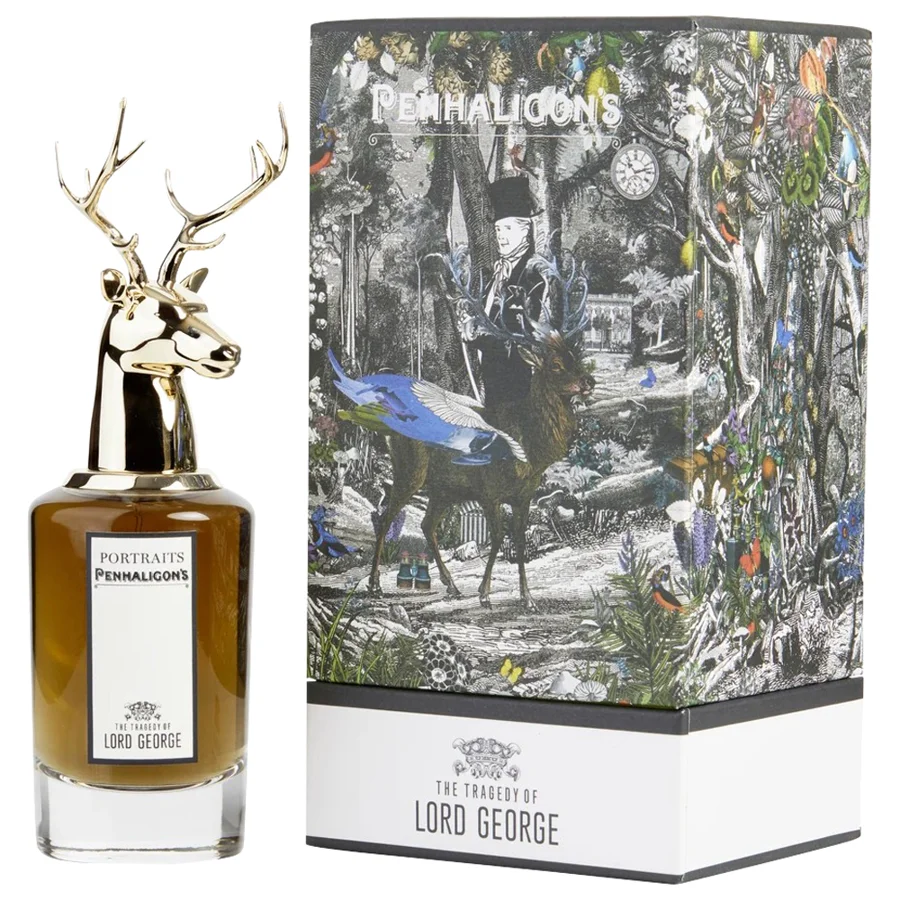 PENHALIGON'S
PORTRAITS
PENHALIGON'S
THE TRAGEDY OF
LORD GEORGE
THE TRAGEDY OF
LORD GEORGE